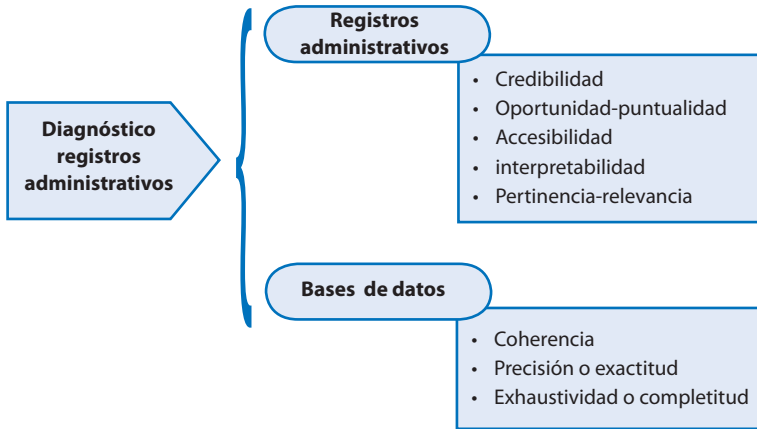 Diagnóstico
registros
administrativos
Registros
administrativos
• Credibilidad
• Oportunidad-puntualidad
• Accesibilidad
• interpretabilidad
• Pertinencia-relevancia
Bases de datos
• Coherencia
• Precisión o exactitud
• Exhaustividad o completitud